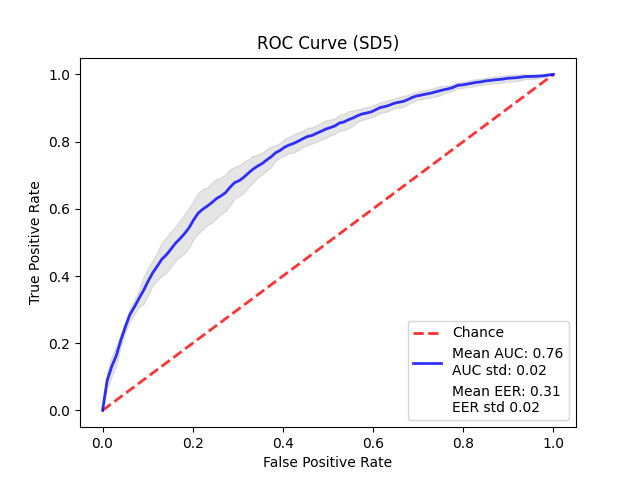 ROC Curve (SD5)
True Positive Rate
1.0
0.8
0.6
0.4
0.2
0.0
0.0 0.2 0.4 0.6 0.8 1.0
False Positive Rate
Chance
Mean AUC: 0.76
AUC std: 0.02
Mean EER: 0.31
EER std 0.02